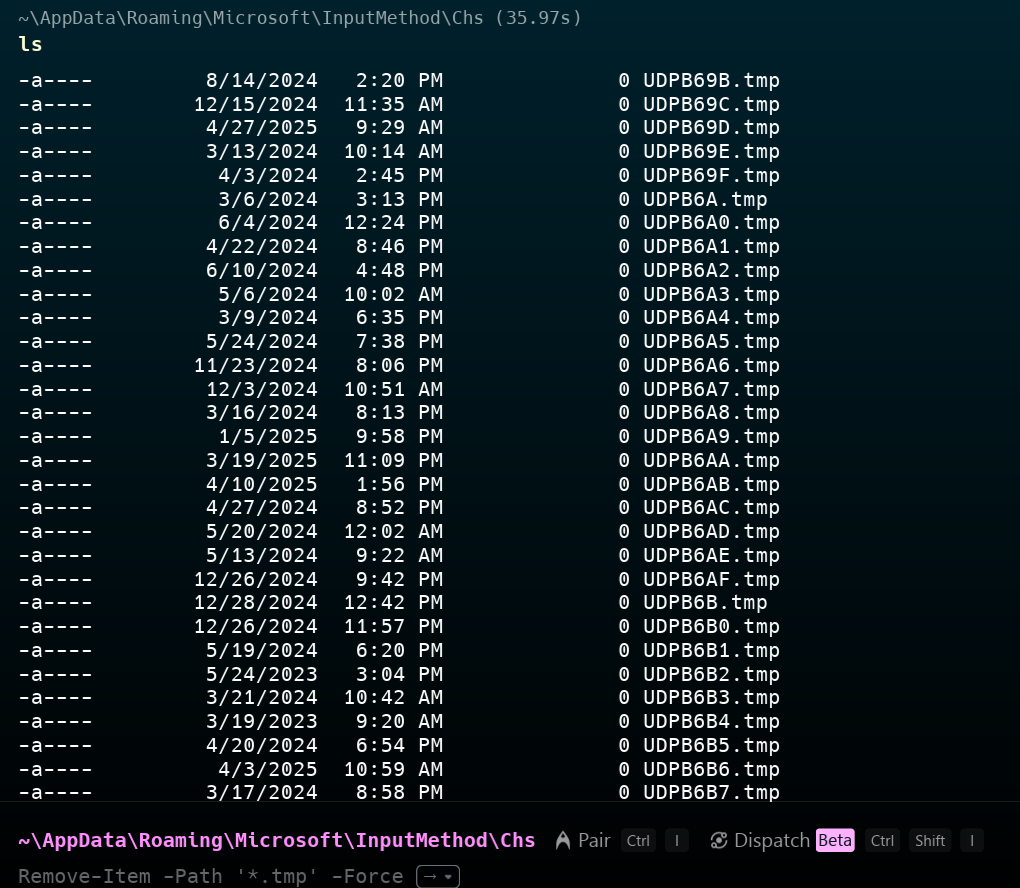 ~\AppData\Roaming\Microsoft\InputMethod\Chs (35.97s)
ls
-a---- 8/14/2024 2:20 PM 0 UDPB69B.tmp
-a---- 12/15/2024 11:35 AM 0 UDPB69C.tmp
-a---- 4/27/2025 9:29 AM 0 UDPB69D.tmp
-a---- 3/13/2024 10:14 AM 0 UDPB69E.tmp
-a---- 4/3/2024 2:45 PM 0 UDPB69F.tmp
-a---- 3/6/2024 3:13 PM 0 UDPB6A.tmp
-a---- 6/4/2024 12:24 PM 0 UDPB6A0.tmp
-a---- 4/22/2024 8:46 PM 0 UDPB6A1.tmp
-a---- 6/10/2024 4:48 PM 0 UDPB6A2.tmp
-a---- 5/6/2024 10:02 AM 0 UDPB6A3.tmp
-a---- 3/9/2024 6:35 PM 0 UDPB6A4.tmp
-a---- 5/24/2024 7:38 PM 0 UDPB6A5.tmp
-a---- 11/23/2024 8:06 PM 0 UDPB6A6.tmp
-a---- 12/3/2024 10:51 AM 0 UDPB6A7.tmp
-a---- 3/16/2024 8:13 PM 0 UDPB6A8.tmp
-a---- 1/5/2025 9:58 PM 0 UDPB6A9.tmp
-a---- 3/19/2025 11:09 PM 0 UDPB6AA.tmp
-a---- 4/10/2025 1:56 PM 0 UDPB6AB.tmp
-a---- 4/27/2024 8:52 PM 0 UDPB6AC.tmp
-a---- 5/20/2024 12:02 AM 0 UDPB6AD.tmp
-a---- 5/13/2024 9:22 AM 0 UDPB6AE.tmp
-a---- 12/26/2024 9:42 PM 0 UDPB6AF.tmp
-a---- 12/28/2024 12:42 PM 0 UDPB6B.tmp
-a---- 12/26/2024 11:57 PM 0 UDPB6B0.tmp
-a---- 5/19/2024 6:20 PM 0 UDPB6B1.tmp
-a---- 5/24/2023 3:04 PM 0 UDPB6B2.tmp
-a---- 3/21/2024 10:42 AM 0 UDPB6B3.tmp
-a---- 3/19/2023 9:20 AM 0 UDPB6B4.tmp
-a---- 4/20/2024 6:54 PM 0 UDPB6B5.tmp
-a---- 4/3/2025 10:59 AM 0 UDPB6B6.tmp
-a---- 3/17/2024 8:58 PM 0 UDPB6B7.tmp
~\AppData\Roaming\Microsoft\InputMethod\Chs Pair Ctrl I Dispatch Beta Ctrl Shift I
Remove-Item -Path '*.tmp' -Force →